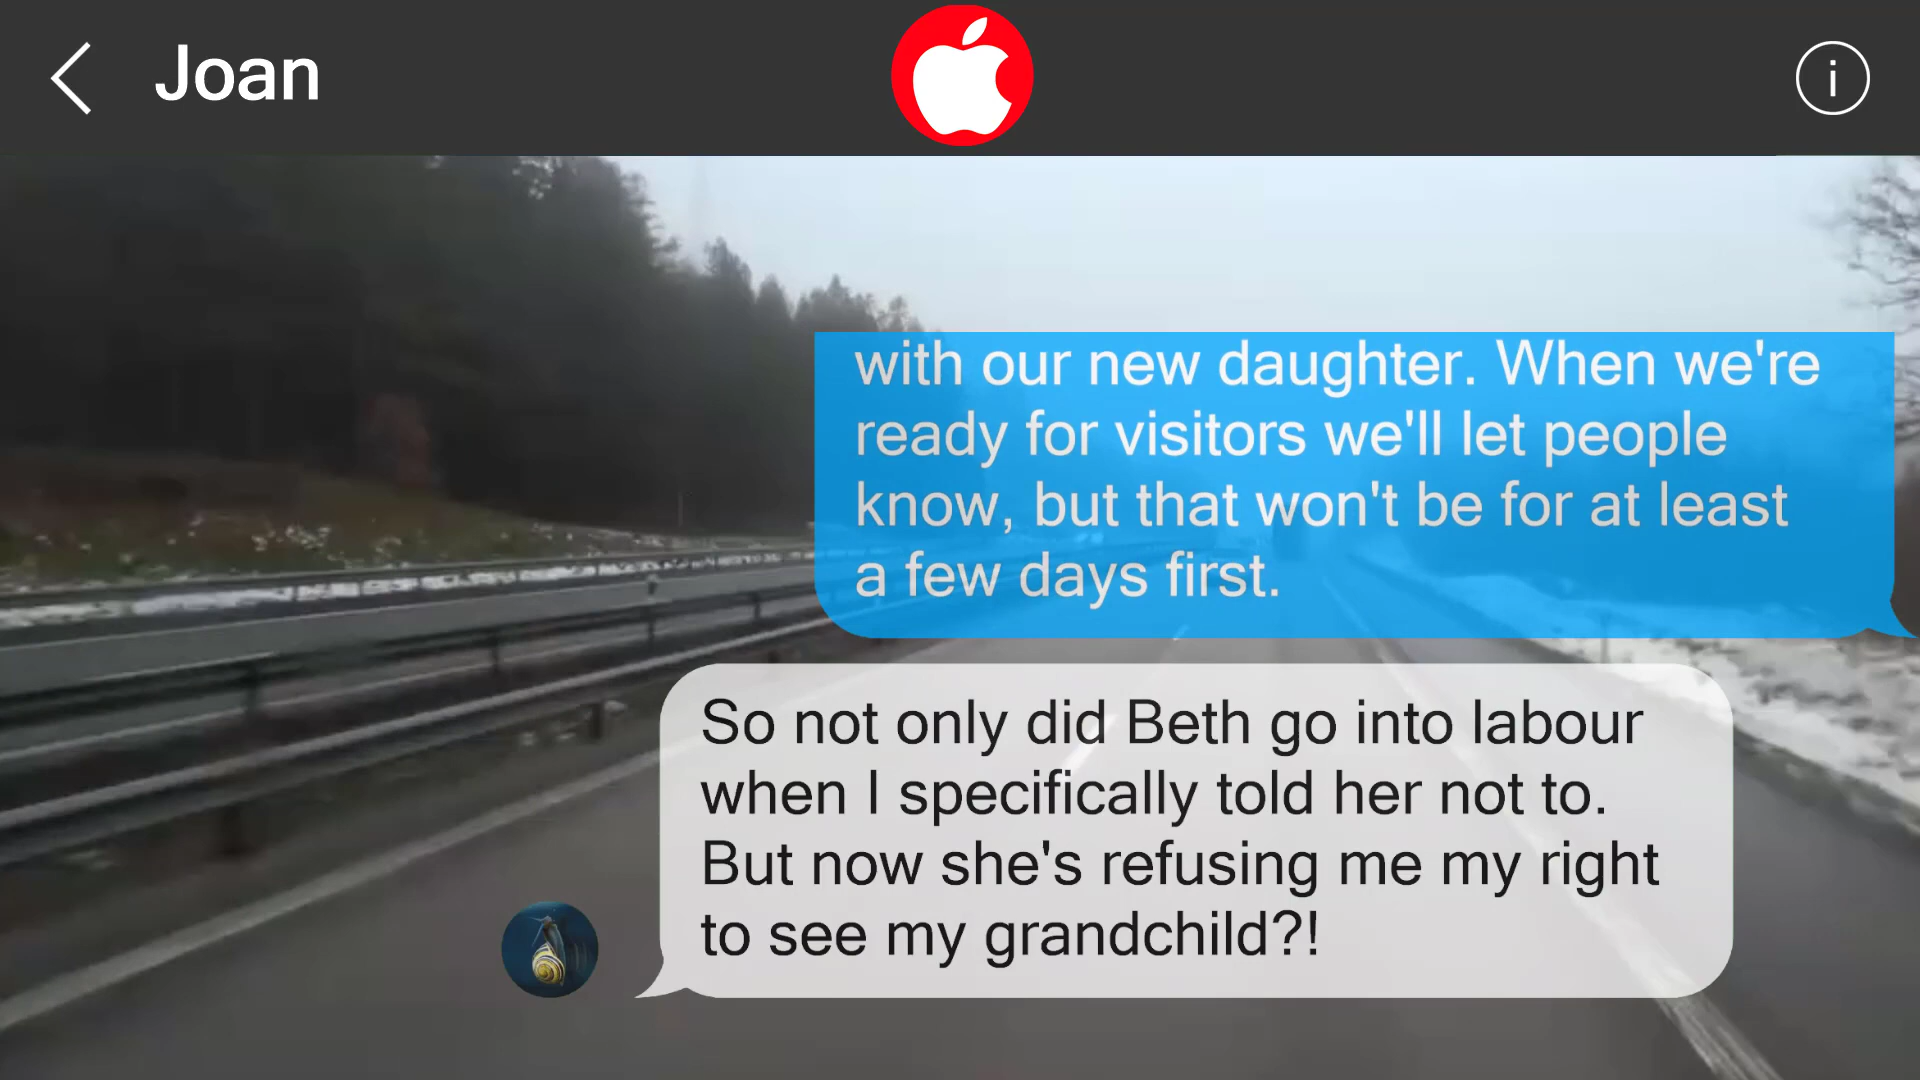 Joan
with our new daughter. When we're
ready for visitors we'll let people
know, but that won't be for at least
a few days first.
So not only did Beth go into labour
when I specifically told her not to.
But now she's refusing me my right
to see my grandchild?!